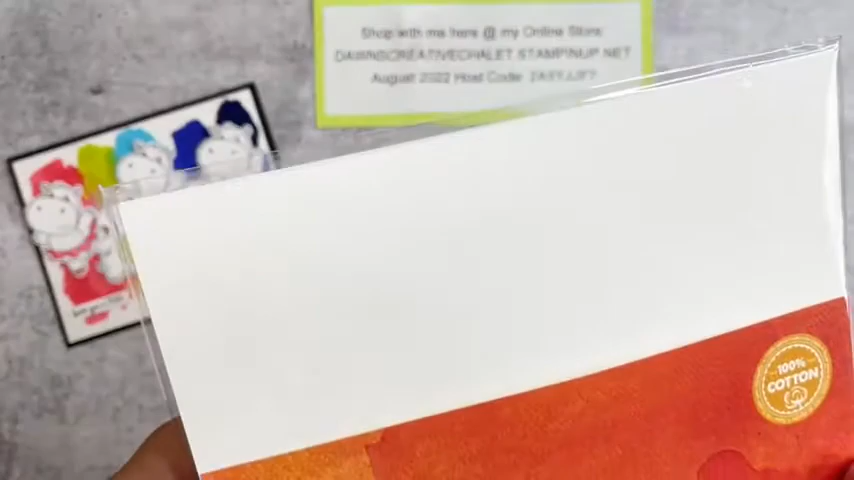 Shop with me here @ my Online Store:
DAWNSCREATIVECHALET.STAMPINUP.NET
August 2022 Host Code:
100%
COTTON